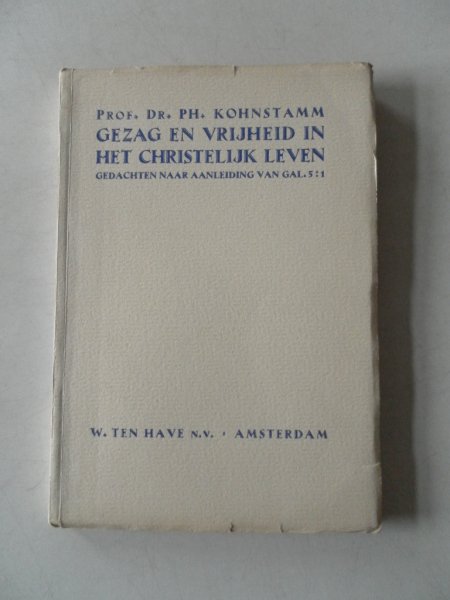 PROF. DR. PH. KOHNSTAMM
GEZAG EN VRIJHEID IN
HET CHRISTELIJK LEVEN
GEDACHTEN NAAR AANLEIDING VAN GAL. 5:1
W. TEN HAVE N.V. · AMSTERDAM